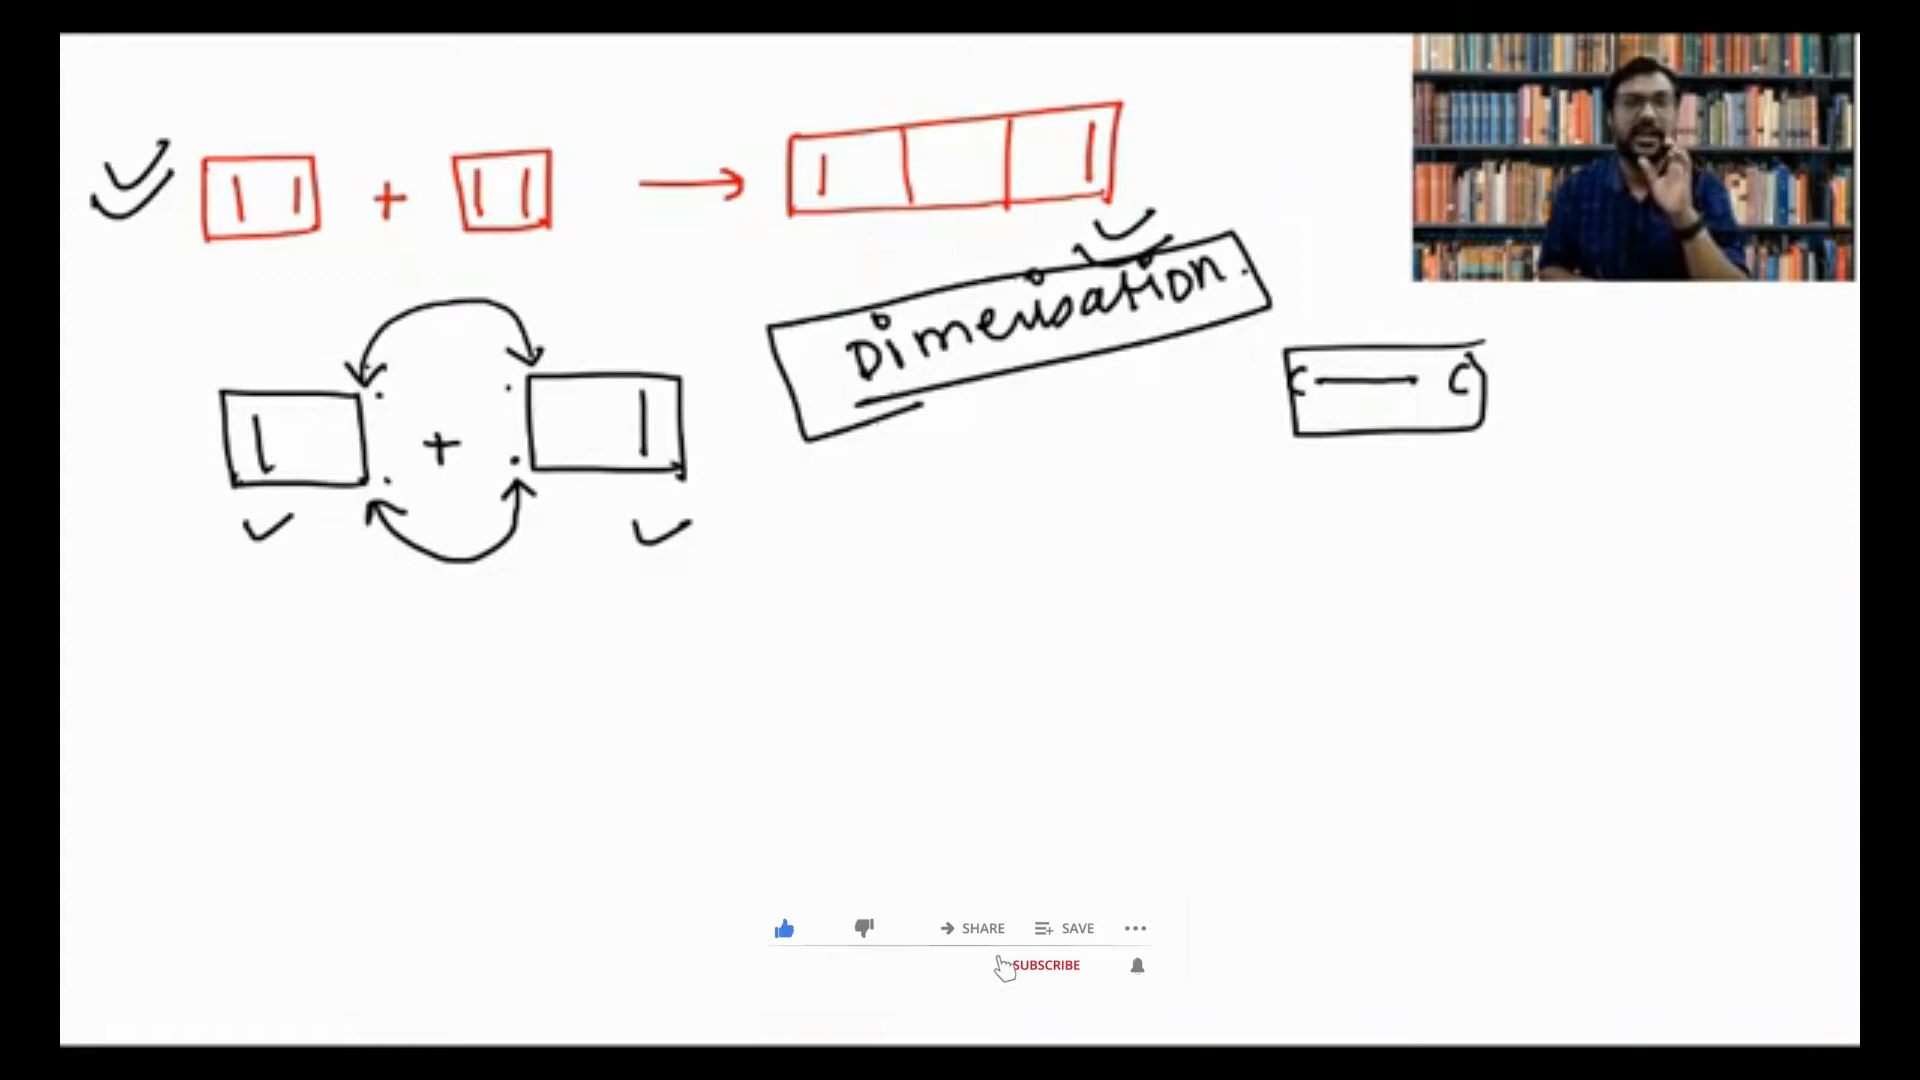 +
Dimerisation.
C — C
+
SHARE SAVE
SUBSCRIBE